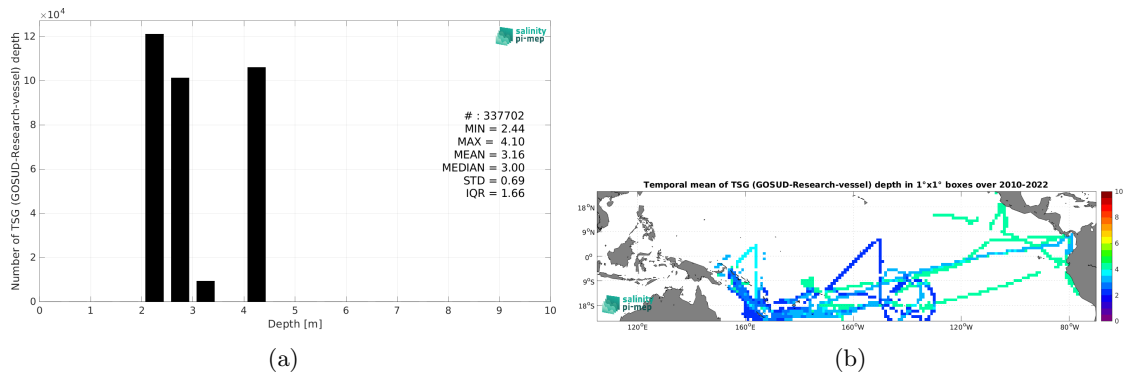 ×10⁴
Number of TSG (GOSUD-Research-vessel) depth
12
10
8
6
4
2
0
0 1 2 3 4 5 6 7 8 9 10
Depth [m]
salinity
pi-mep
# : 337702
MIN = 2.44
MAX = 4.10
MEAN = 3.16
MEDIAN = 3.00
STD = 0.69
IQR = 1.66
(a)
Temporal mean of TSG (GOSUD-Research-vessel) depth in 1°x1° boxes over 2010-2022
18°N
9°N
0°
9°S
18°S
120°E 160°E 160°W 120°W 80°W
salinity
pi-mep
10
8
6
4
2
0
(b)